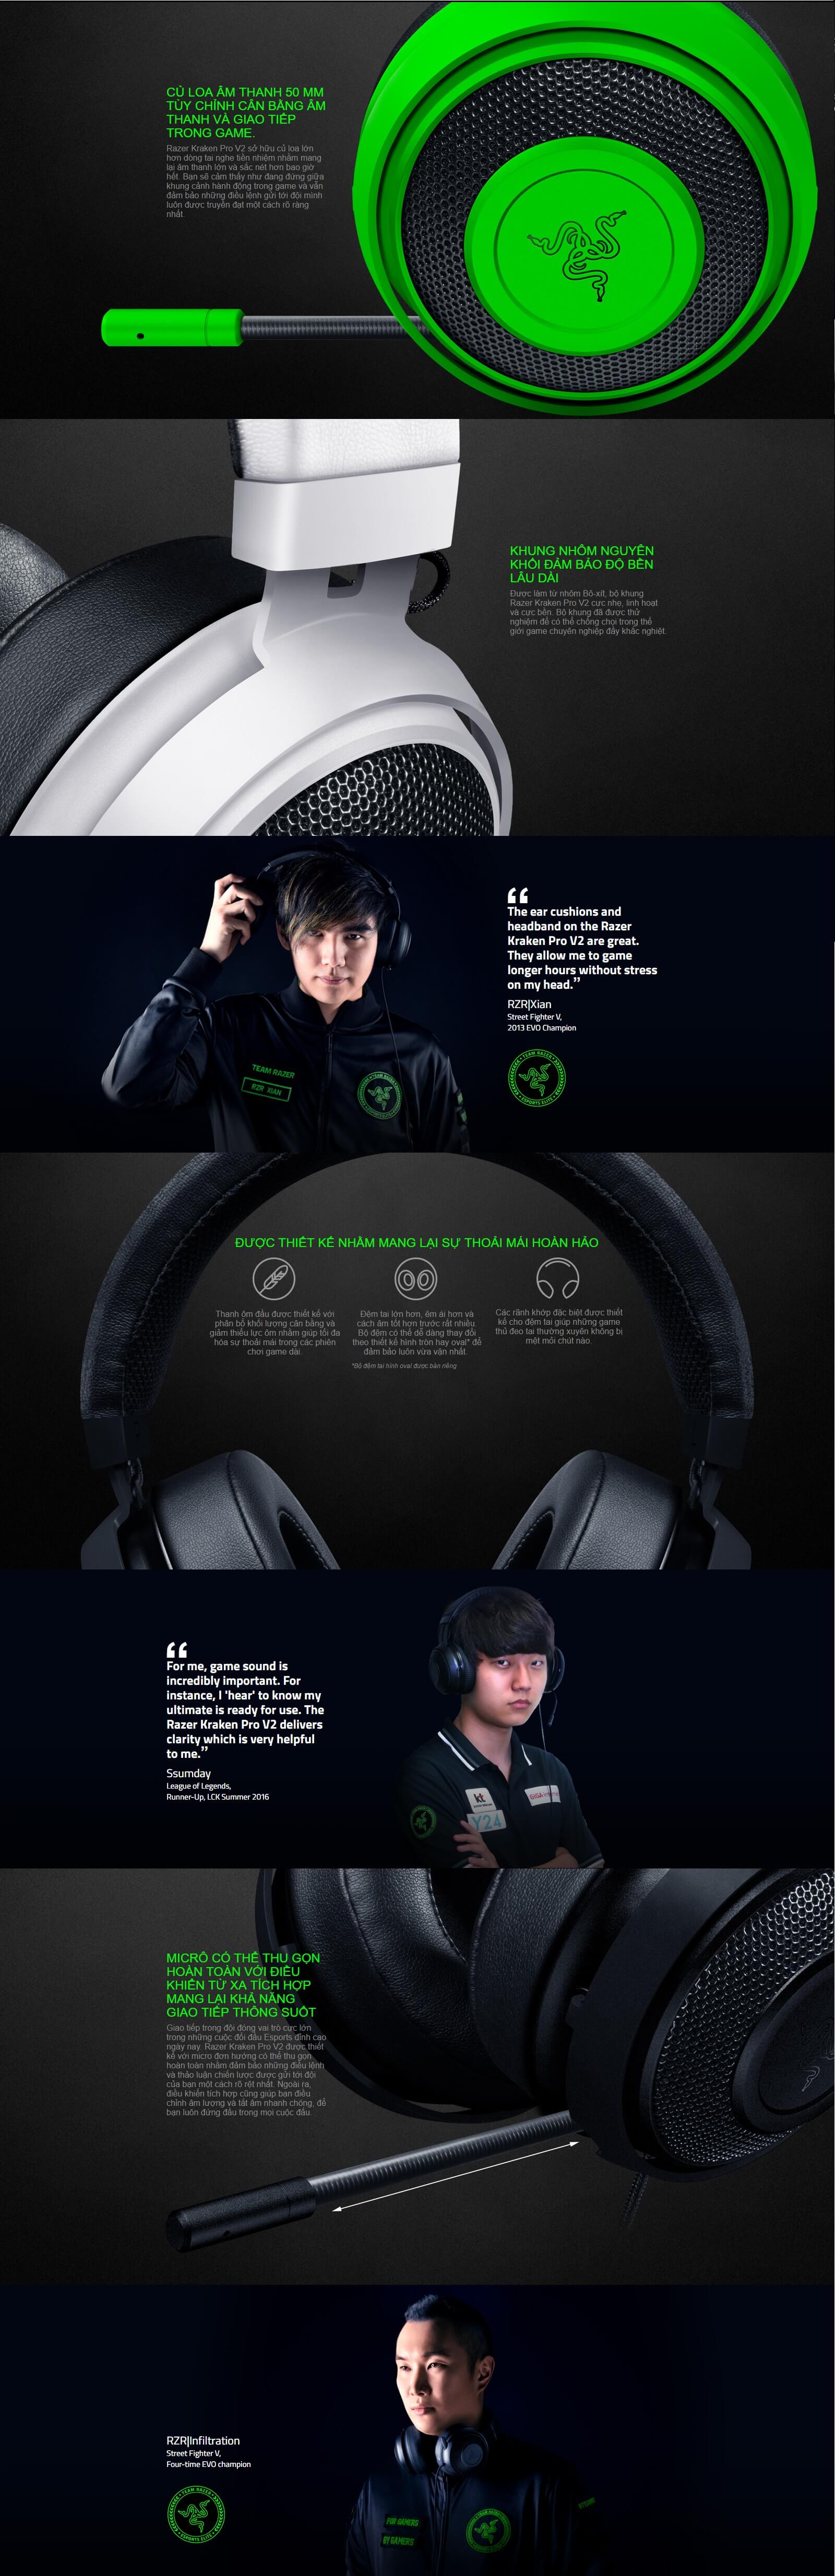 CỦ LOA ÂM THANH 50 MM
TÙY CHỈNH CÂN BẰNG ÂM
THANH VÀ GIAO TIẾP
TRONG GAME.
Razer Kraken Pro V2 sở hữu củ loa lớn
hơn dòng tai nghe tiền nhiệm nhằm mang
lại âm thanh lớn và sắc nét hơn bao giờ
hết. Bạn sẽ cảm thấy như đang đứng giữa
khung cảnh hành động trong game và vẫn
đảm bảo những điều lệnh gửi tới đội mình
luôn được truyền đạt một cách rõ ràng
nhất.
KHUNG NHÔM NGUYÊN
KHỐI ĐẢM BẢO ĐỘ BỀN
LÂU DÀI
Được làm từ nhôm Bô-xít, bộ khung
Razer Kraken Pro V2 cực nhẹ, linh hoạt
và cực bền. Bộ khung đã được thử
nghiệm để có thể chống chọi trong thế
giới game chuyên nghiệp đầy khắc nghiệt.
“
The ear cushions and
headband on the Razer
Kraken Pro V2 are great.
They allow me to game
longer hours without stress
on my head.”
RZR|Xian
Street Fighter V,
2013 EVO Champion
TEAM RAZER
RZR XIAN
TEAM RAZER
ESPORTS ELITE
TEAM RAZER
ESPORTS ELITE
ĐƯỢC THIẾT KẾ NHẰM MANG LẠI SỰ THOẢI MÁI HOÀN HẢO
Thanh ôm đầu được thiết kế với
phân bổ khối lượng cân bằng và
giảm thiểu lực ôm nhằm giúp tối đa
hóa sự thoải mái trong các phiên
chơi game dài.
Đệm tai lớn hơn, êm ái hơn và
cách âm tốt hơn trước rất nhiều.
Bộ đệm có thể dễ dàng thay đổi
theo thiết kế hình tròn hay oval* để
đảm bảo luôn vừa vặn nhất.
*Bộ đệm tai hình oval được bán riêng
Các rãnh khớp đặc biệt được thiết
kế cho đệm tai giúp những game
thủ đeo tai thường xuyên không bị
mệt mỏi chút nào.
“
For me, game sound is
incredibly important. For
instance, I 'hear' to know my
ultimate is ready for use. The
Razer Kraken Pro V2 delivers
clarity which is very helpful
to me.”
Ssumday
League of Legends,
Runner-Up, LCK Summer 2016
kt
GiGA
Y24
MICRÔ CÓ THỂ THU GỌN
HOÀN TOÀN VỚI ĐIỀU
KHIỂN TỪ XA TÍCH HỢP
MANG LẠI KHẢ NĂNG
GIAO TIẾP THÔNG SUỐT
Giao tiếp trong đội đóng vai trò cực lớn
trong những cuộc đối đầu Esports đỉnh cao
ngày nay. Razer Kraken Pro V2 được thiết
kế với micro đơn hướng có thể thu gọn
hoàn toàn nhằm đảm bảo những điều lệnh
và thảo luận chiến lược được gửi tới đội
của bạn một cách rõ rệt nhất. Ngoài ra,
điều khiển tích hợp cũng giúp bạn điều
chỉnh âm lượng và tắt âm nhanh chóng, để
bạn luôn đứng đầu trong mọi cuộc đấu.
RZR|Infiltration
Street Fighter V,
Four-time EVO champion
TEAM RAZER
ESPORTS ELITE
FOR GAMERS
BY GAMERS